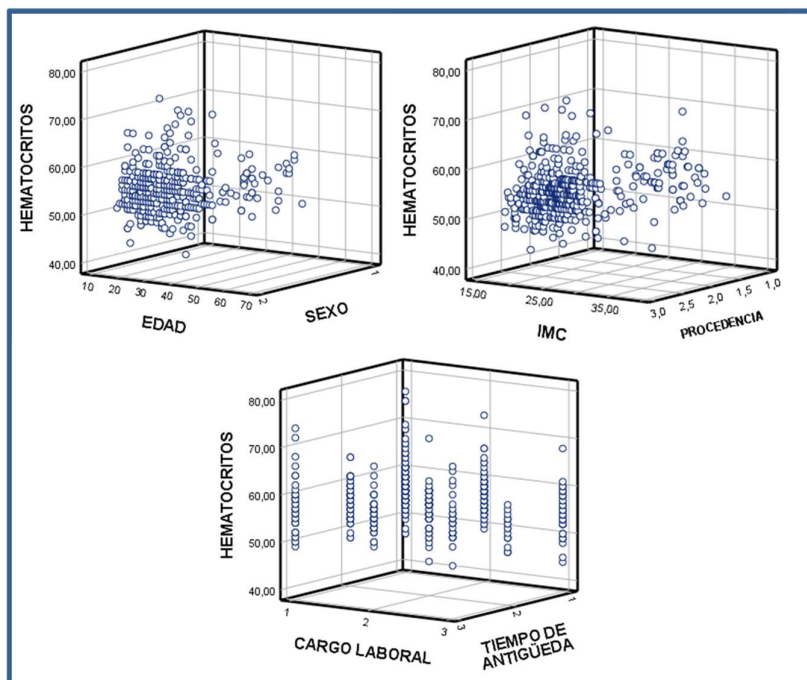 80,00
70,00
60,00
50,00
40,00
HEMATOCRITOS
10 20 30 40 50 60 70
EDAD
2 1
SEXO
80,00
70,00
60,00
50,00
40,00
HEMATOCRITOS
15,00 25,00 35,00
IMC
3,0 2,5 2,0 1,5 1,0
PROCEDENCIA
80,00
70,00
60,00
50,00
40,00
HEMATOCRITOS
1 2 3
CARGO LABORAL
3 2 1
TIEMPO DE
ANTIGÜEDA